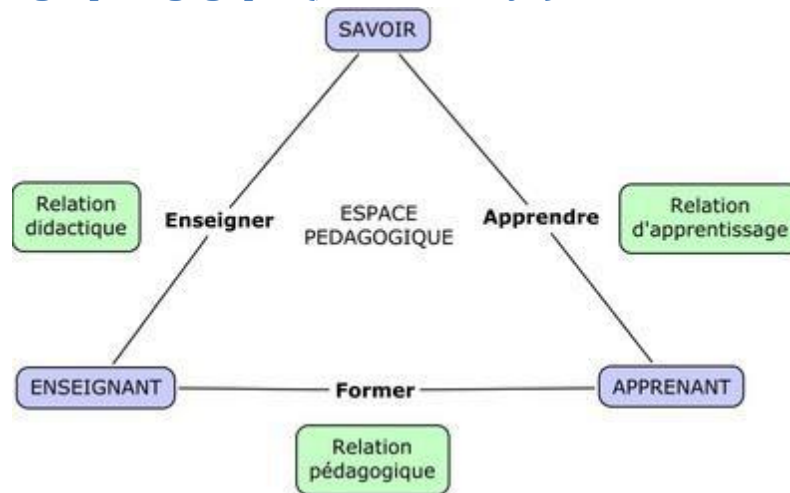 SAVOIR
Relation
didactique
Enseigner
ESPACE
PEDAGOGIQUE
Apprendre
Relation
d'apprentissage
ENSEIGNANT
Former
APPRENANT
Relation
pédagogique